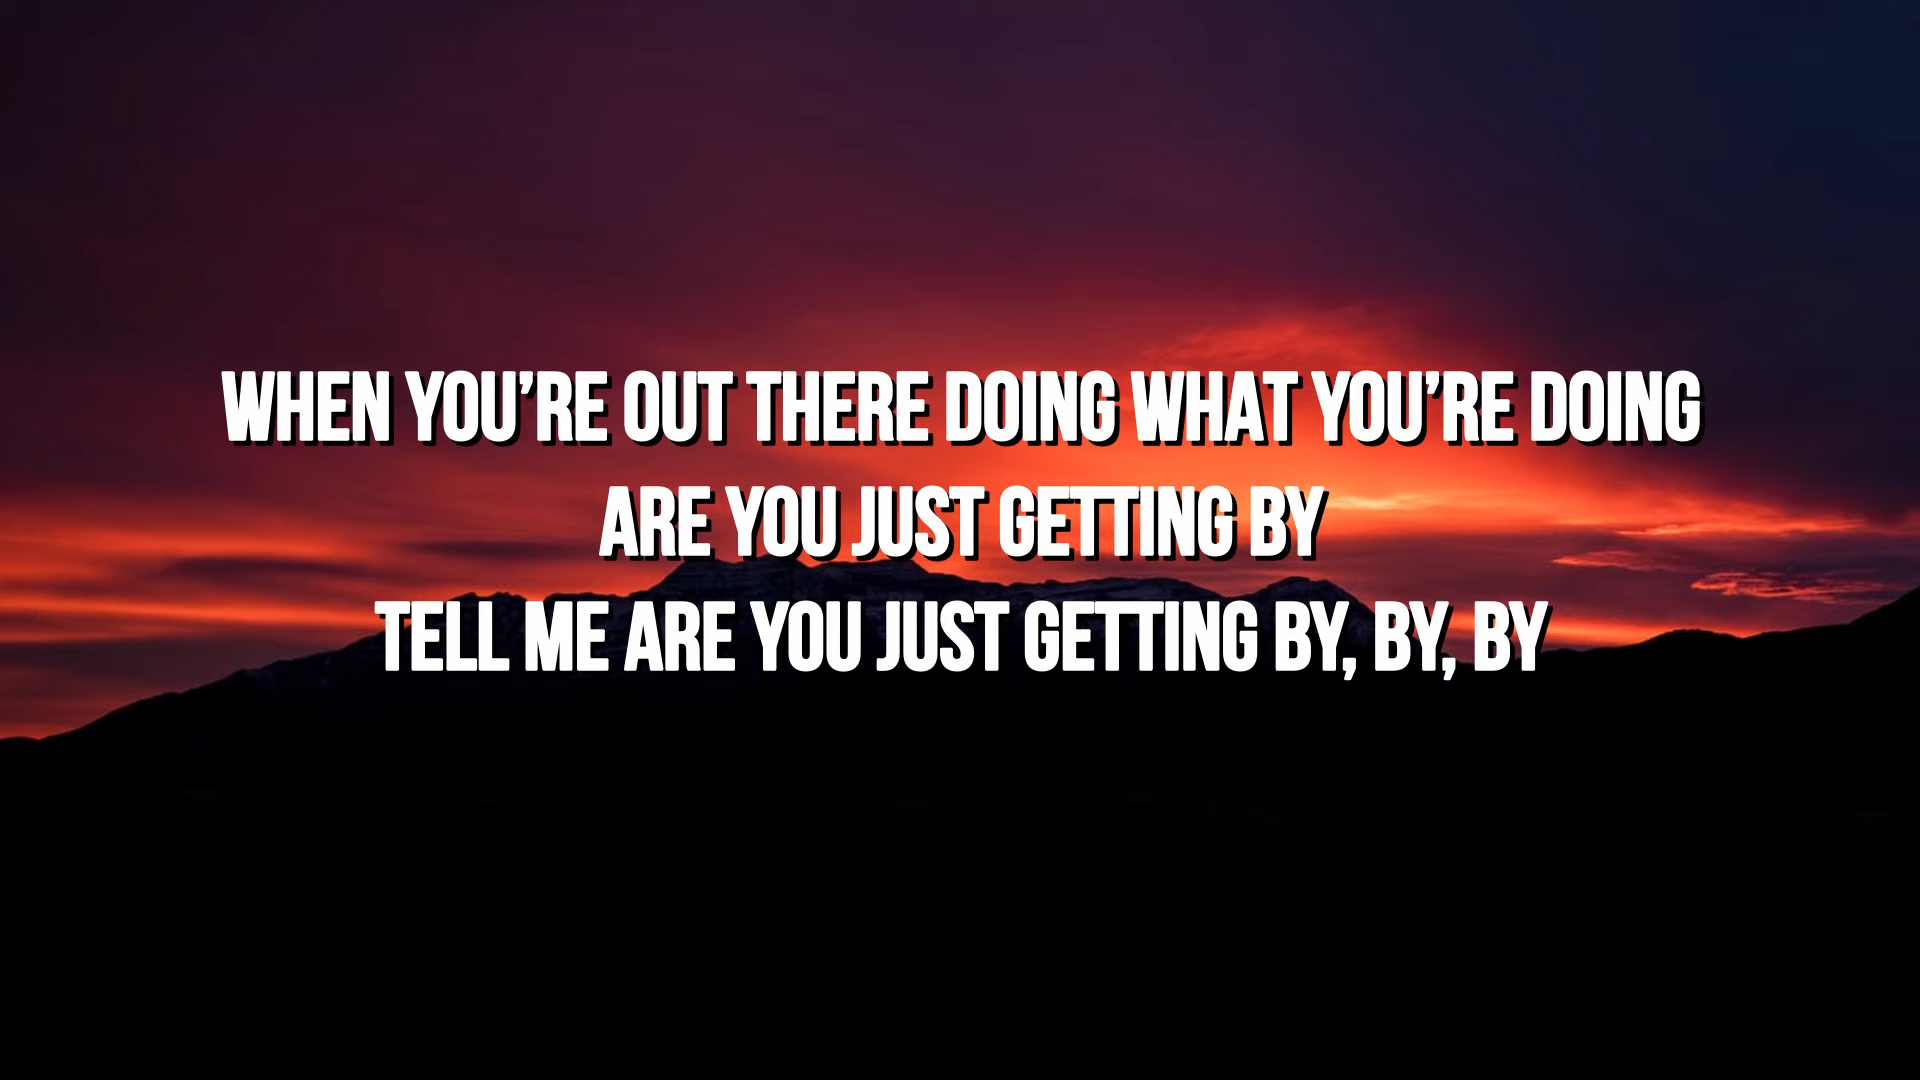 WHEN YOU’RE OUT THERE DOING WHAT YOU’RE DOING
ARE YOU JUST GETTING BY
TELL ME ARE YOU JUST GETTING BY, BY, BY